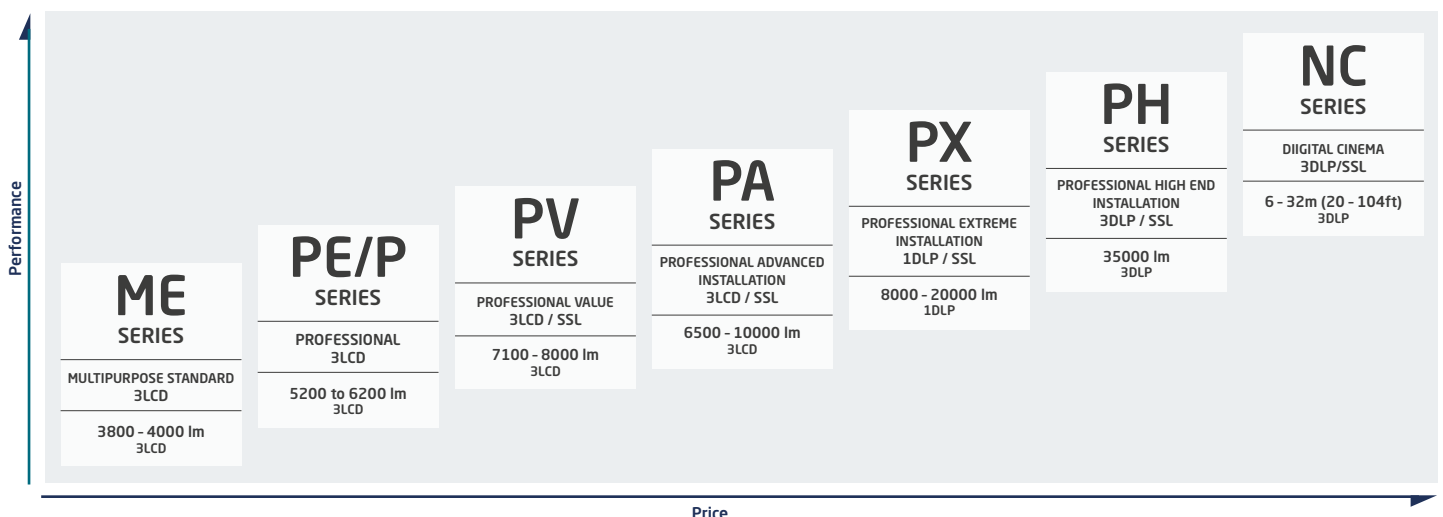 Performance
ME
SERIES
MULTIPURPOSE STANDARD
3LCD
3800 – 4000 lm
3LCD
PE/P
SERIES
PROFESSIONAL
3LCD
5200 to 6200 lm
3LCD
PV
SERIES
PROFESSIONAL VALUE
3LCD / SSL
7100 – 8000 lm
3LCD
PA
SERIES
PROFESSIONAL ADVANCED
INSTALLATION
3LCD / SSL
6500 – 10000 lm
3LCD
PX
SERIES
PROFESSIONAL EXTREME
INSTALLATION
1DLP / SSL
8000 – 20000 lm
1DLP
PH
SERIES
PROFESSIONAL HIGH END
INSTALLATION
3DLP / SSL
35000 lm
3DLP
NC
SERIES
DIIGITAL CINEMA
3DLP/SSL
6 – 32m (20 – 104ft)
3DLP
Price